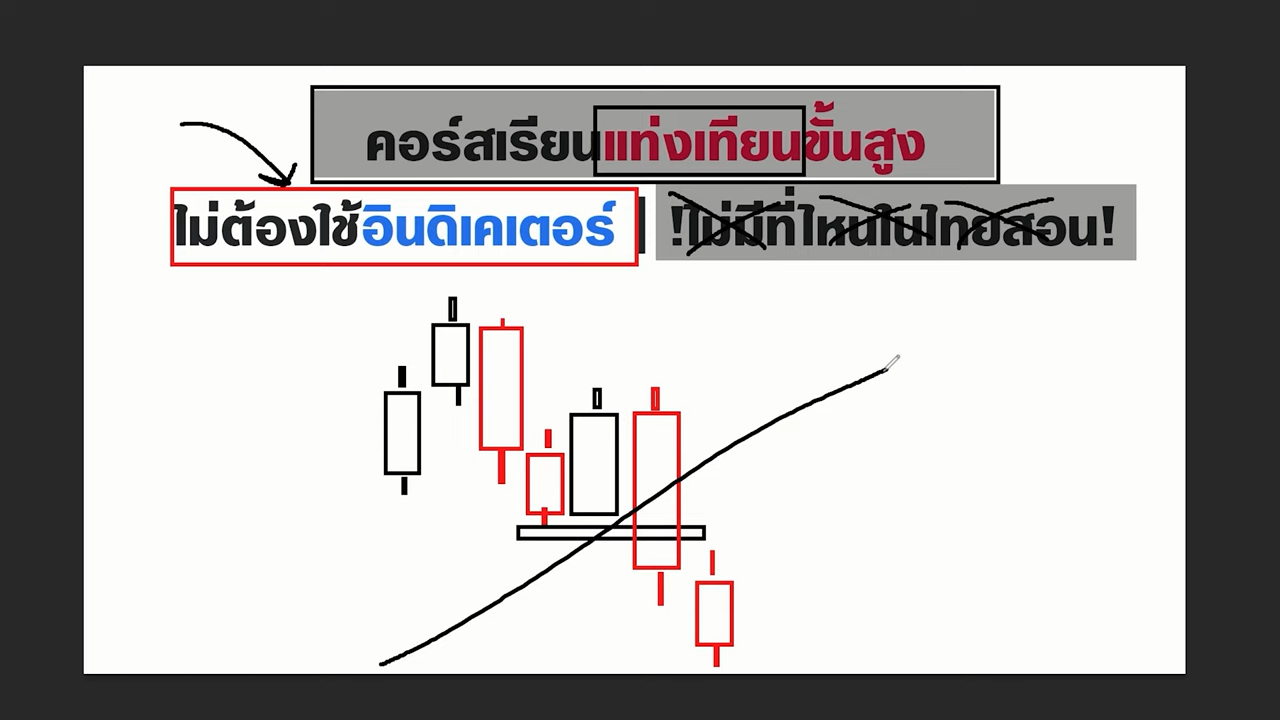 คอร์สเรียนแท่งเทียนขั้นสูง
ไม่ต้องใช้อินดิเคเตอร์ | !ไม่มีที่ไหนในไทยสอน!